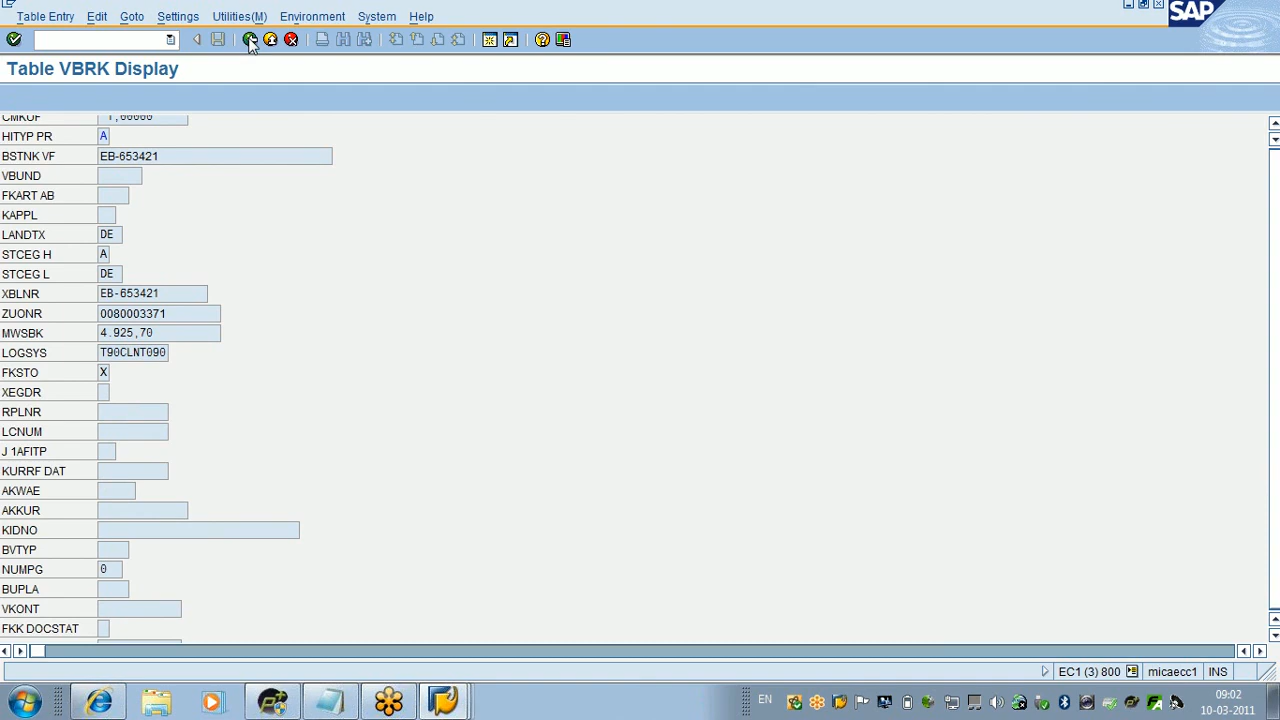 Table Entry Edit Goto Settings Utilities(M) Environment System Help
SAP
Table VBRK Display
CMKUF 1,00000
HITYP PR A
BSTNK VF EB-653421
VBUND
FKART AB
KAPPL
LANDTX DE
STCEG H A
STCEG L DE
XBLNR EB-653421
ZUONR 0080003371
MWSBK 4.925,70
LOGSYS T90CLNT090
FKSTO X
XEGDR
RPLNR
LCNUM
J 1AFITP
KURRF DAT
AKWAE
AKKUR
KIDNO
BVTYP
NUMPG 0
BUPLA
VKONT
FKK DOCSTAT
EC1 (3) 800 micaecc1 INS
EN
09:02
10-03-2011